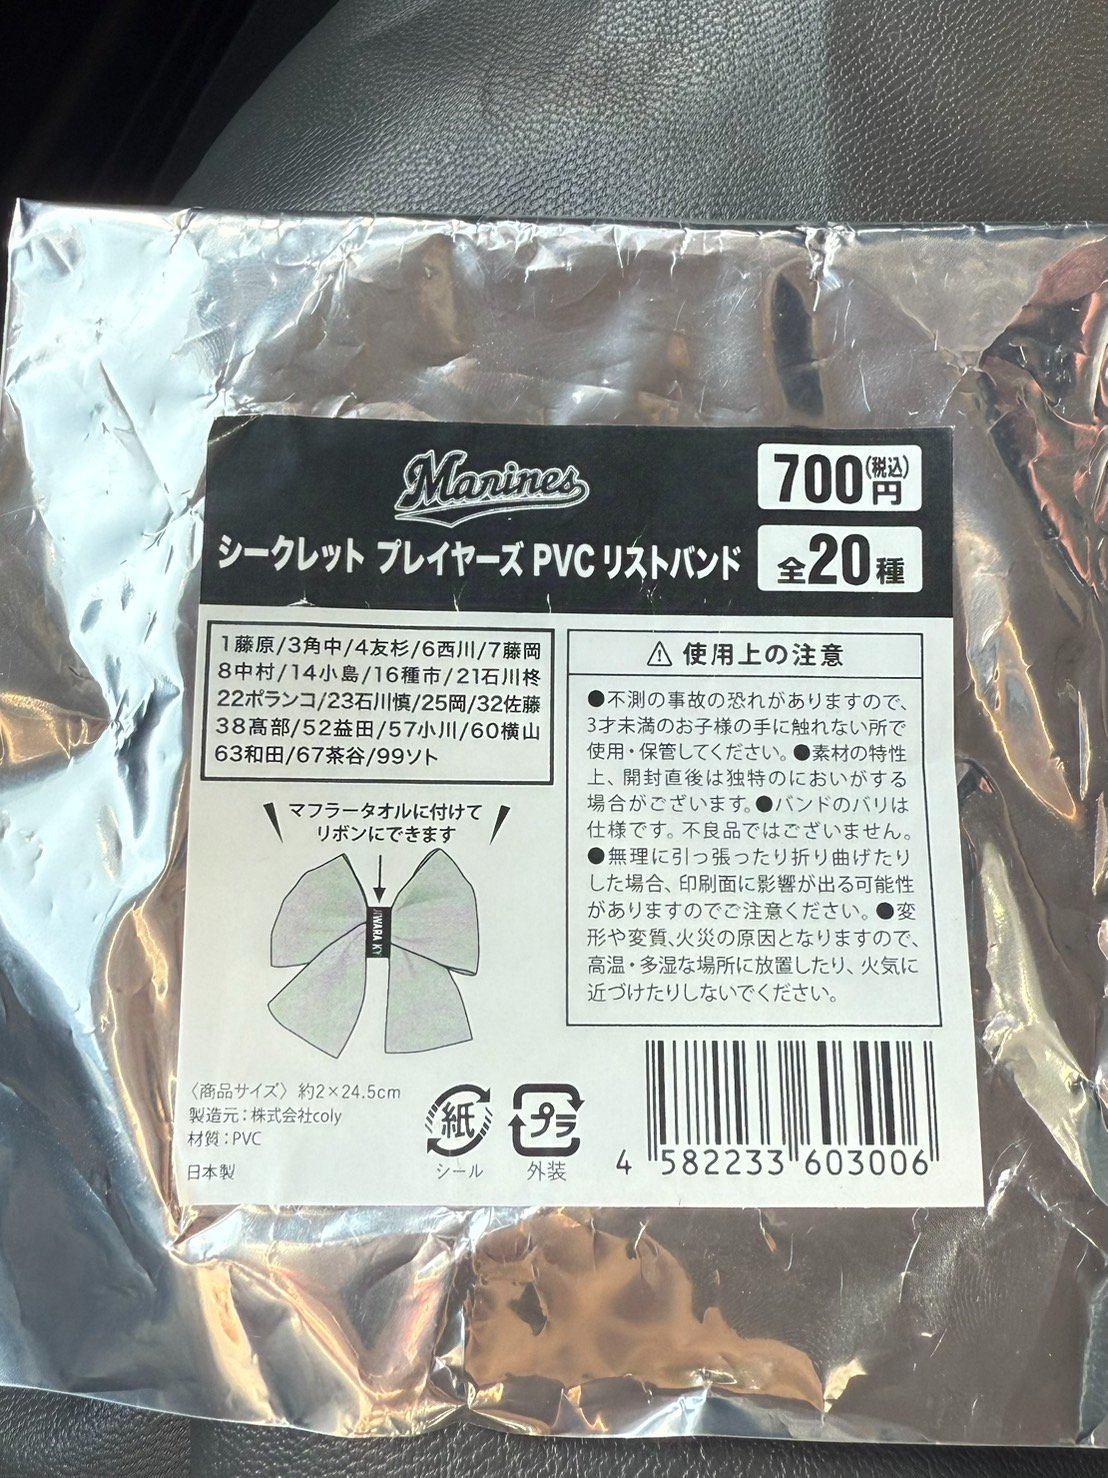 Marines
700円(税込)
シークレット プレイヤーズ PVC リストバンド
全20種
1藤原/3角中/4友杉/6西川/7藤岡
8中村/14小島/16種市/21石川柊
22ポランコ/23石川慎/25岡/32佐藤
38髙部/52益田/57小川/60横山
63和田/67茶谷/99ソト
マフラータオルに付けて
リボンにできます
IWARA KY
⚠ 使用上の注意
●不測の事故の恐れがありますので、
3才未満のお子様の手に触れない所で
使用・保管してください。●素材の特性
上、開封直後は独特のにおいがする
場合がございます。●バンドのバリは
仕様です。不良品ではございません。
●無理に引っ張ったり折り曲げたり
した場合、印刷面に影響が出る可能性
がありますのでご注意ください。●変
形や変質、火災の原因となりますので、
高温・多湿な場所に放置したり、火気に
近づけたりしないでください。
〈商品サイズ〉 約2×24.5cm
製造元:株式会社coly
材質:PVC
日本製
紙
シール
プラ
外装
4 582233 603006